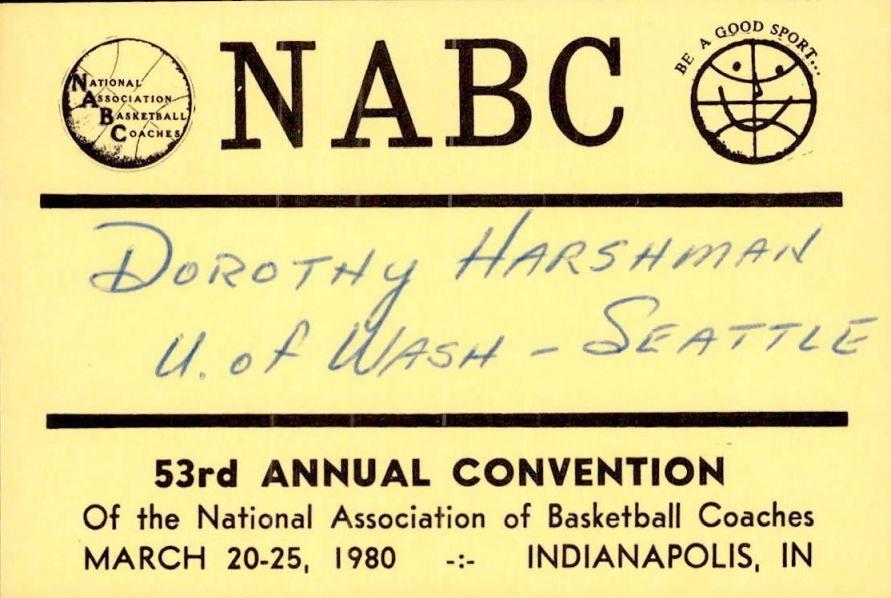 NATIONAL
ASSOCIATION
BASKETBALL
COACHES
NABC
BE A GOOD SPORT...
DOROTHY HARSHMAN
U. of WASH - SEATTLE
53rd ANNUAL CONVENTION
Of the National Association of Basketball Coaches
MARCH 20-25, 1980 -:- INDIANAPOLIS, IN